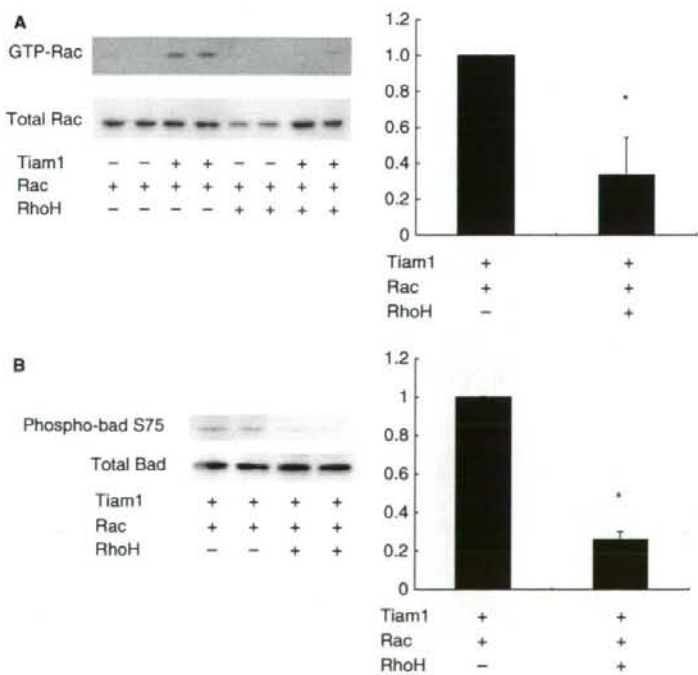 A
GTP-Rac
Total Rac
Tiam1 − − + + − − + +
Rac + + + + + + + +
RhoH − − − − + + + +
1.2
1
0.8
0.6
0.4
0.2
0
*
Tiam1 + +
Rac + +
RhoH − +
B
Phospho-bad S75
Total Bad
Tiam1 + + + +
Rac + + + +
RhoH − − + +
1.2
1
0.8
0.6
0.4
0.2
0
*
Tiam1 + +
Rac + +
RhoH − +